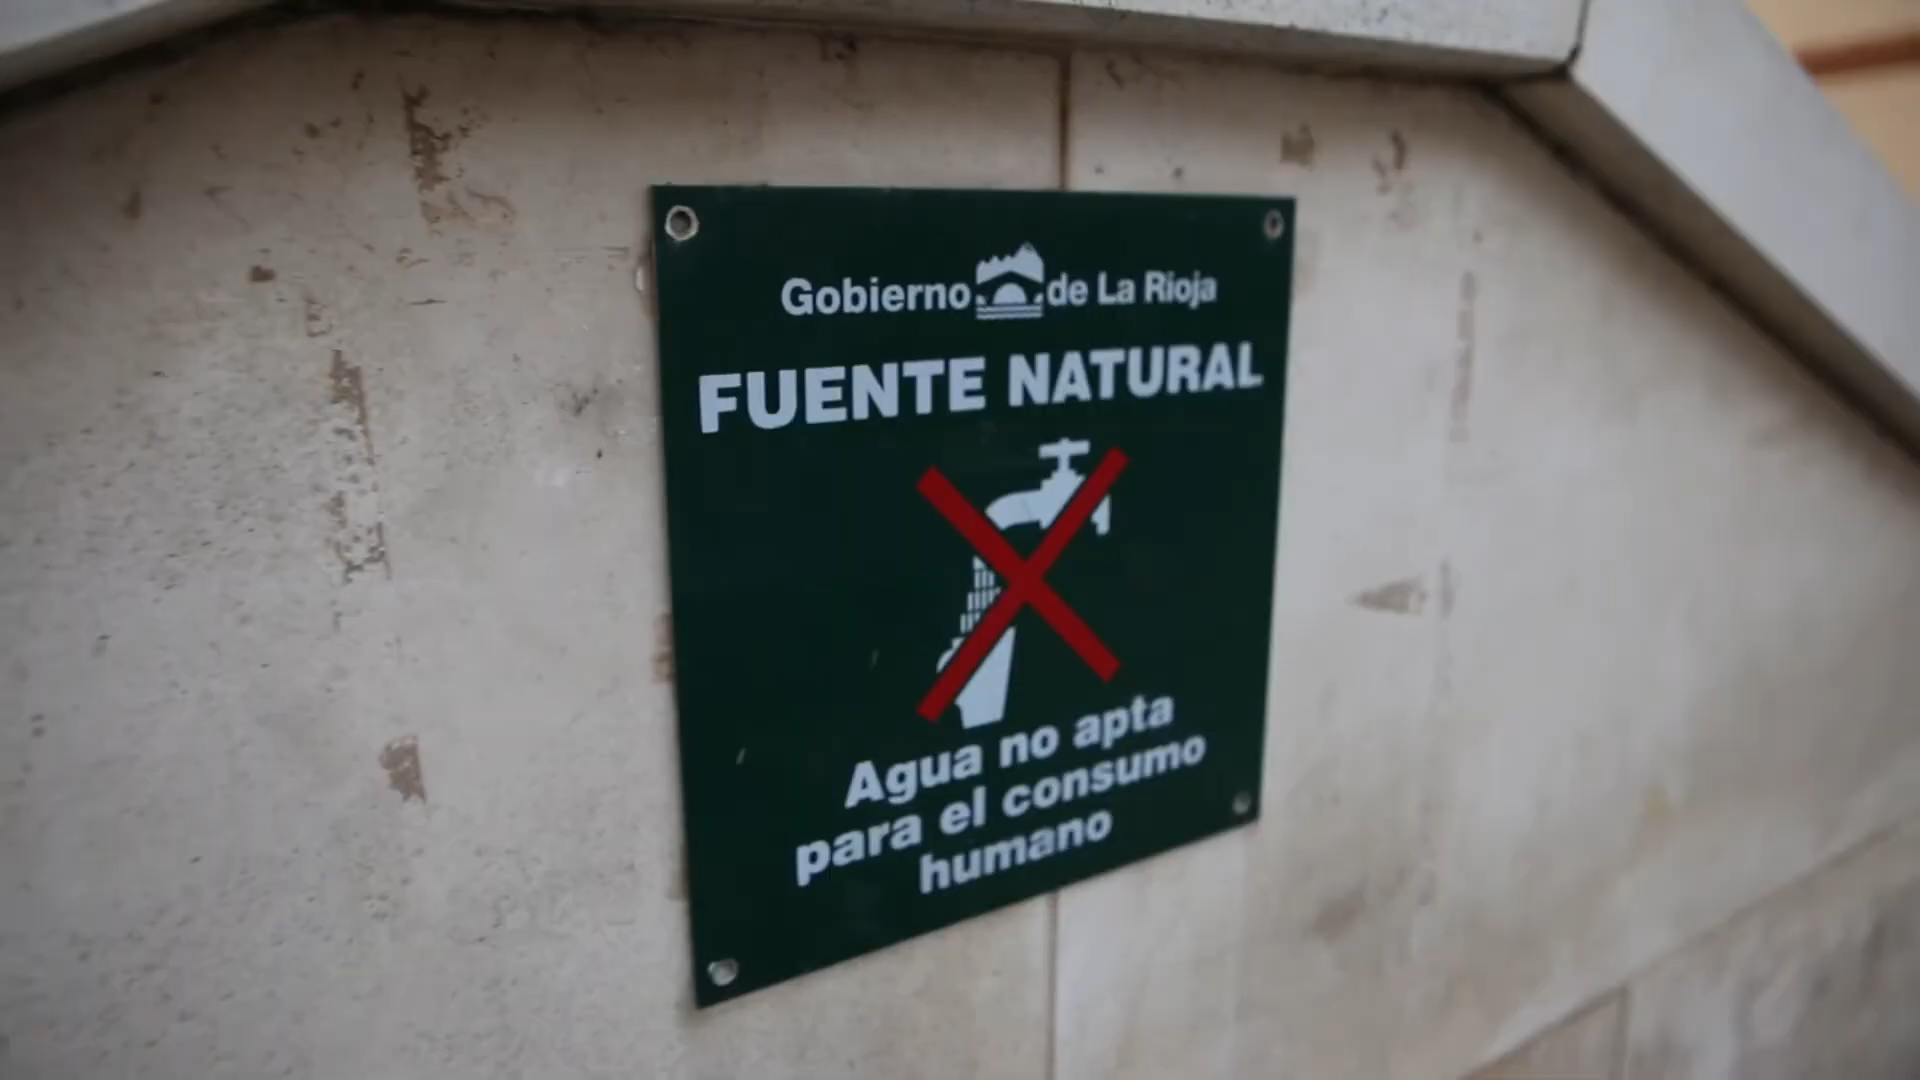 Gobierno de La Rioja
FUENTE NATURAL
Agua no apta
para el consumo
humano